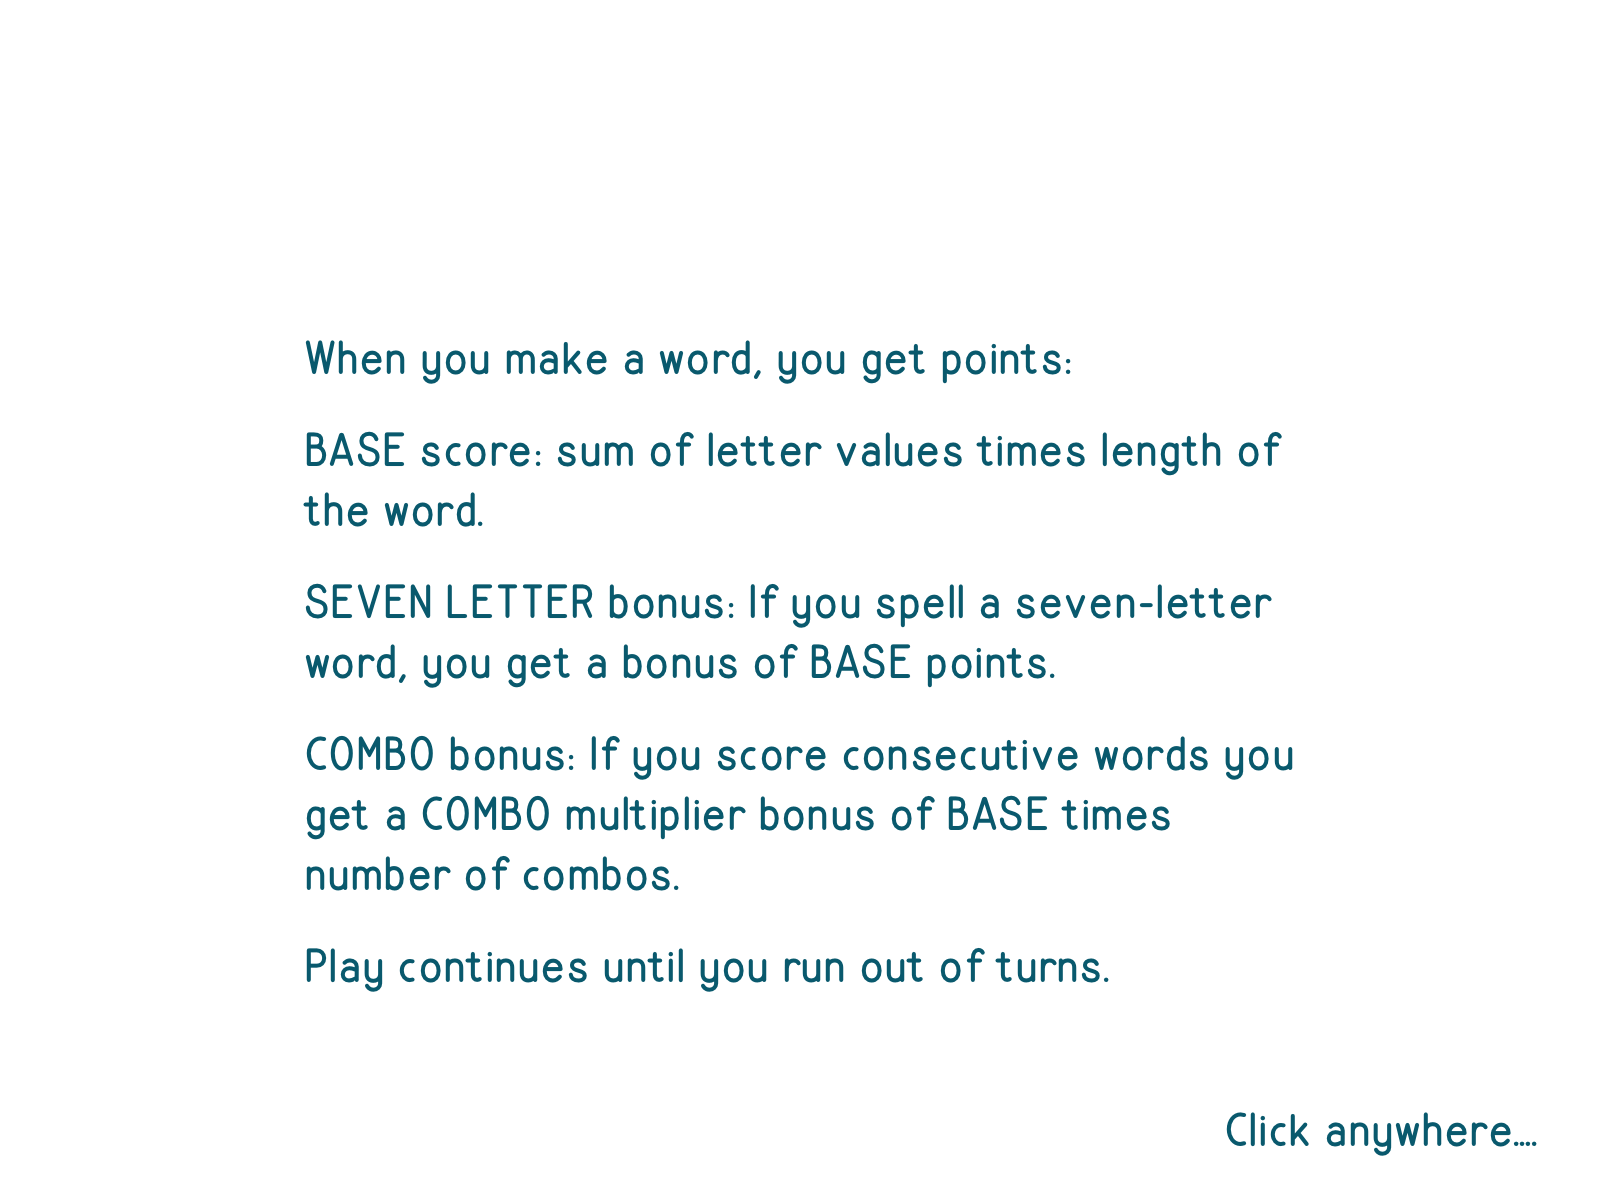 When you make a word, you get points:
BASE score: sum of letter values times length of
the word.
SEVEN LETTER bonus: If you spell a seven-letter
word, you get a bonus of BASE points.
COMBO bonus: If you score consecutive words you
get a COMBO multiplier bonus of BASE times
number of combos.
Play continues until you run out of turns.
Click anywhere....